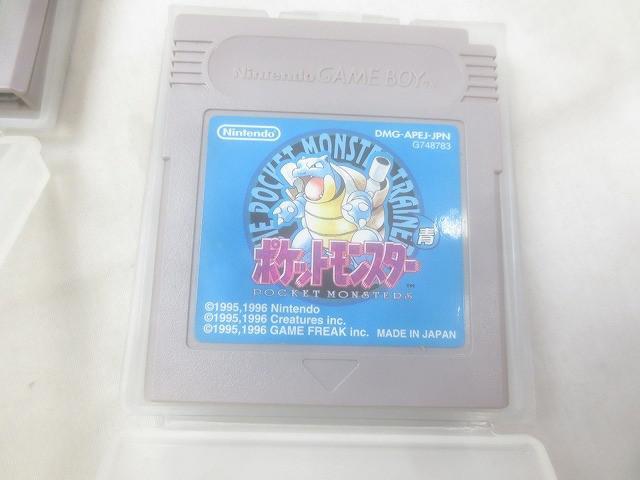 Nintendo GAME BOY TM
Nintendo
DMG-APEJ-JPN
G748783
THE POCKET MONSTER TRAINER
青
ポケットモンスター
POCKET MONSTERS TM
©1995,1996 Nintendo
©1995,1996 Creatures inc.
©1995,1996 GAME FREAK inc. MADE IN JAPAN